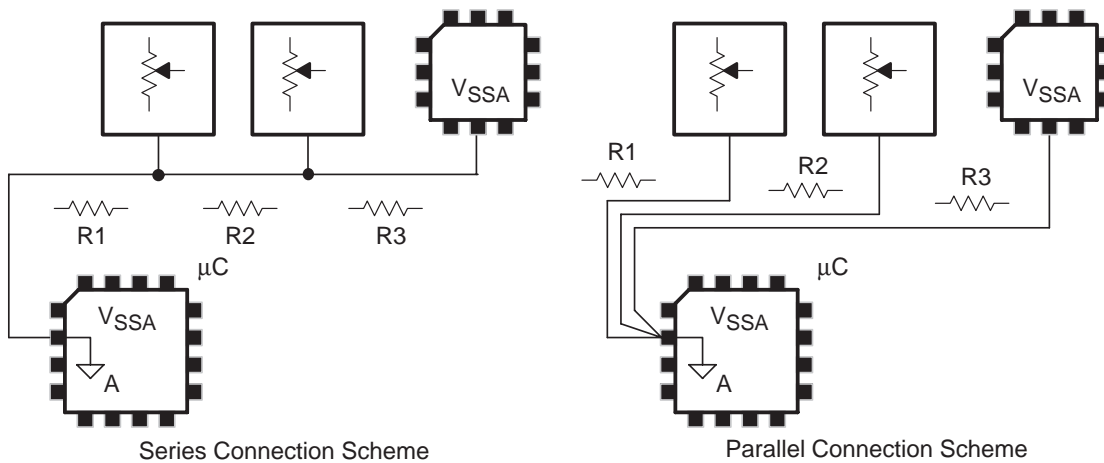 VSSA
R1
R2
R3
μC
VSSA
A
Series Connection Scheme
VSSA
R1
R2
R3
μC
VSSA
A
Parallel Connection Scheme